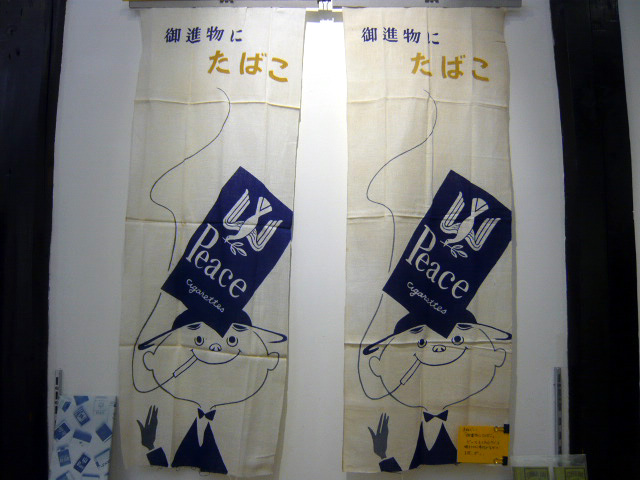 御進物に
たばこ
Peace
cigarettes
御進物に
たばこ
Peace
cigarettes